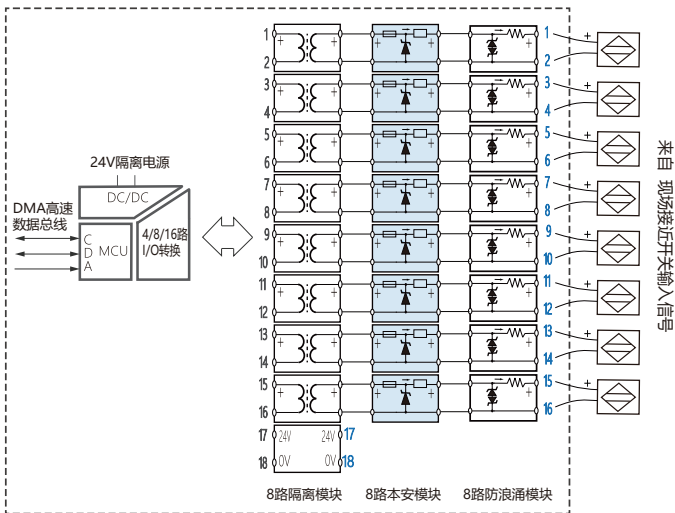 24V隔离电源
DC/DC
DMA高速
数据总线
C
D
A
MCU
4/8/16路
I/O转换
1 + + + + + 1 +
2 2
3 + + + + 3 +
4 4
5 + + + + 5 +
6 6
7 + + + + 7 +
8 8
9 + + + + 9 +
10 10
11 + + + + 11 +
12 12
13 + + + + 13 +
14 14
15 + + + + 15 +
16 16
17 24V 24V 17
18 0V 0V 18
8路隔离模块 8路本安模块 8路防浪涌模块
来自 现场接近开关输入信号